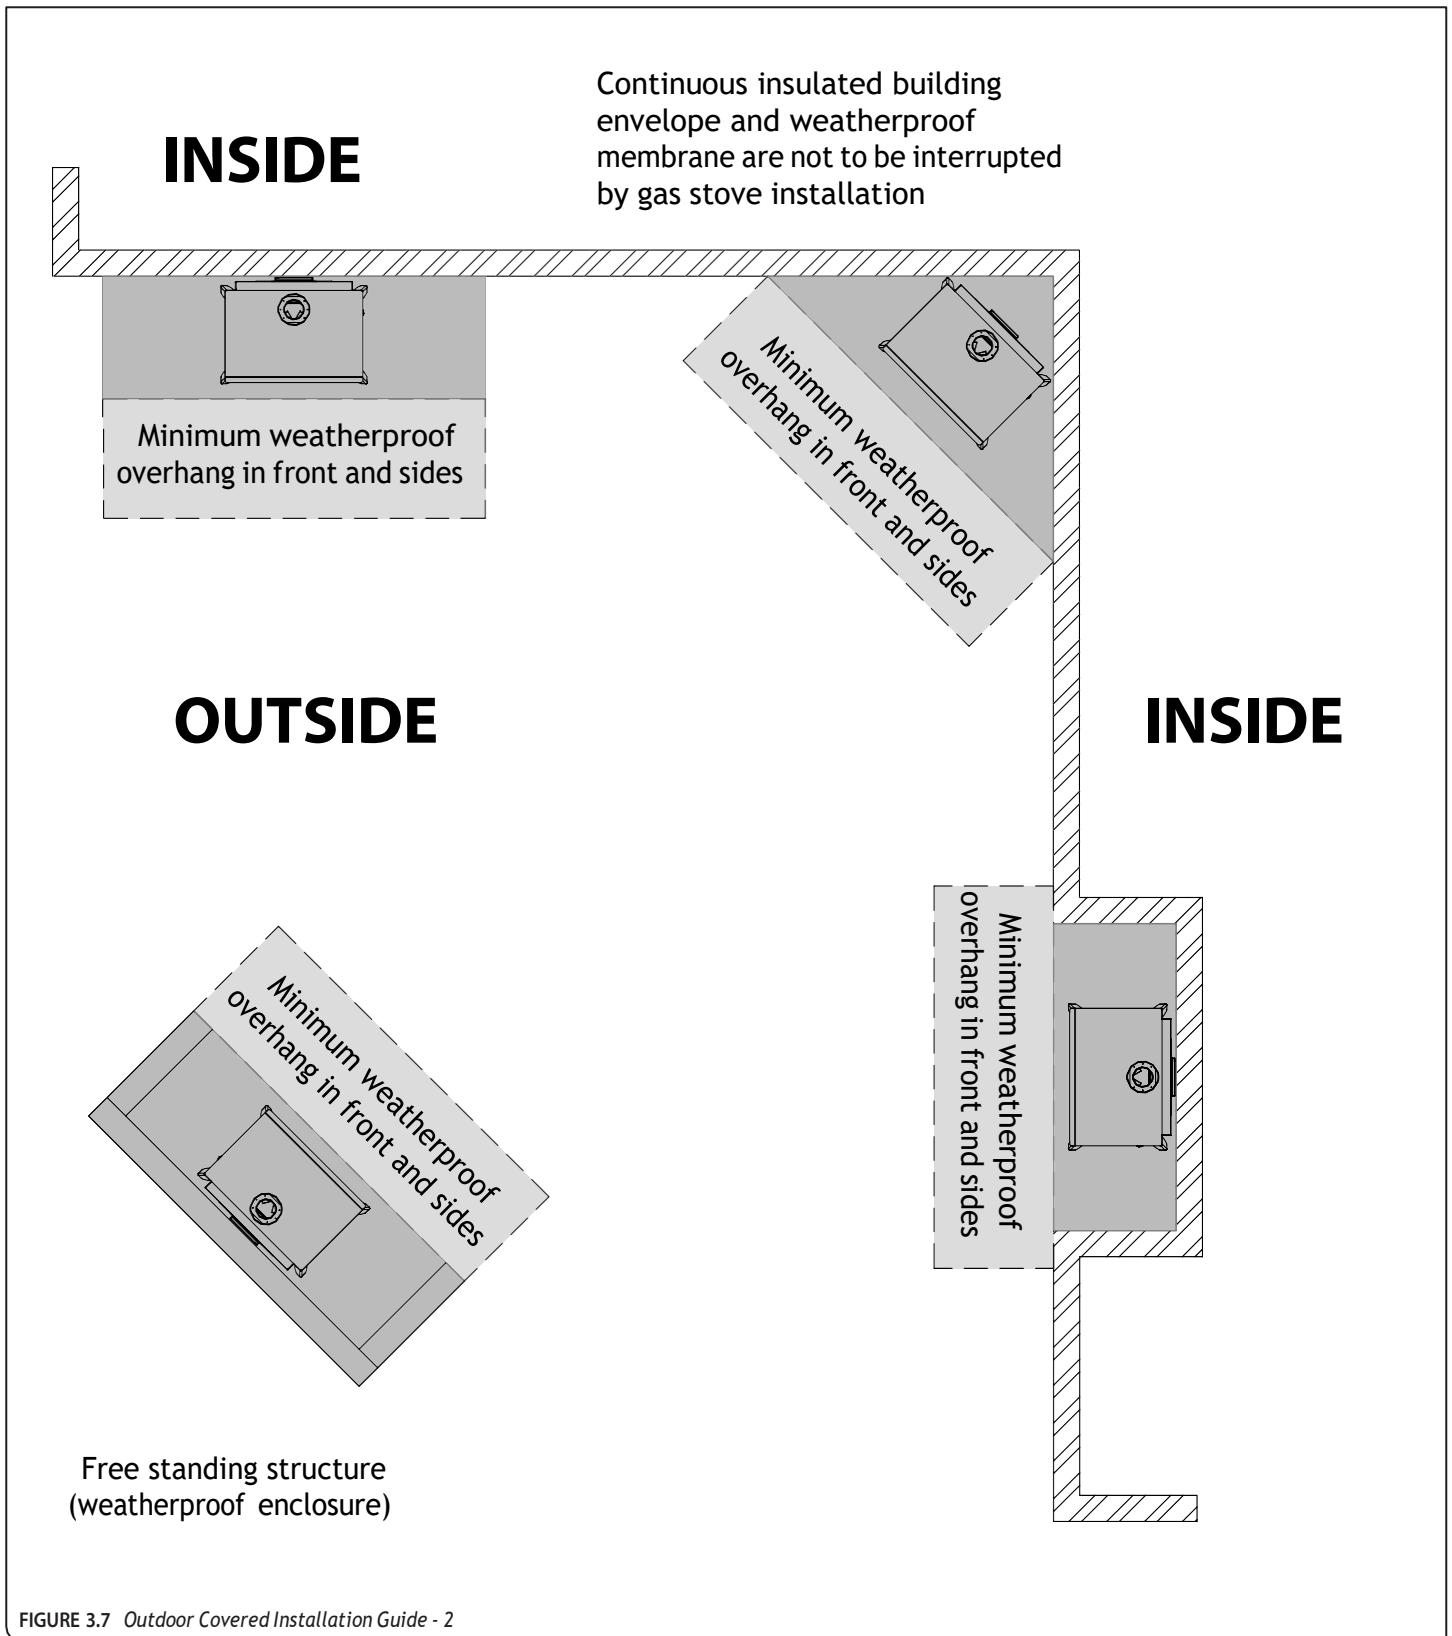 Continuous insulated building
envelope and weatherproof
membrane are not to be interrupted
by gas stove installation
INSIDE
Minimum weatherproof
overhang in front and sides
Minimum weatherproof
overhang in front and sides
OUTSIDE
INSIDE
Minimum weatherproof
overhang in front and sides
Minimum weatherproof
overhang in front and sides
Free standing structure
(weatherproof enclosure)
FIGURE 3.7 Outdoor Covered Installation Guide - 2